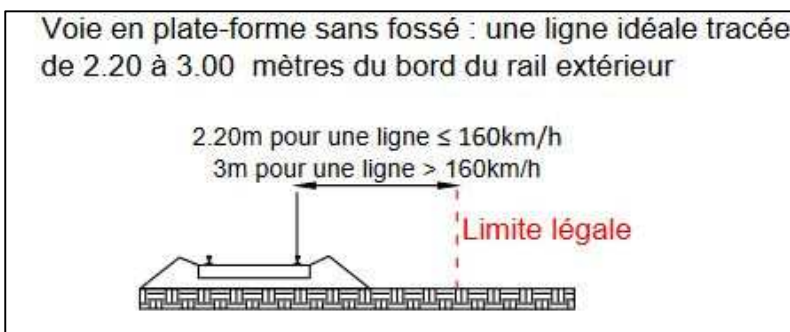 Voie en plate-forme sans fossé : une ligne idéale tracée
de 2.20 à 3.00 mètres du bord du rail extérieur
2.20m pour une ligne ≤ 160km/h
3m pour une ligne > 160km/h
Limite légale